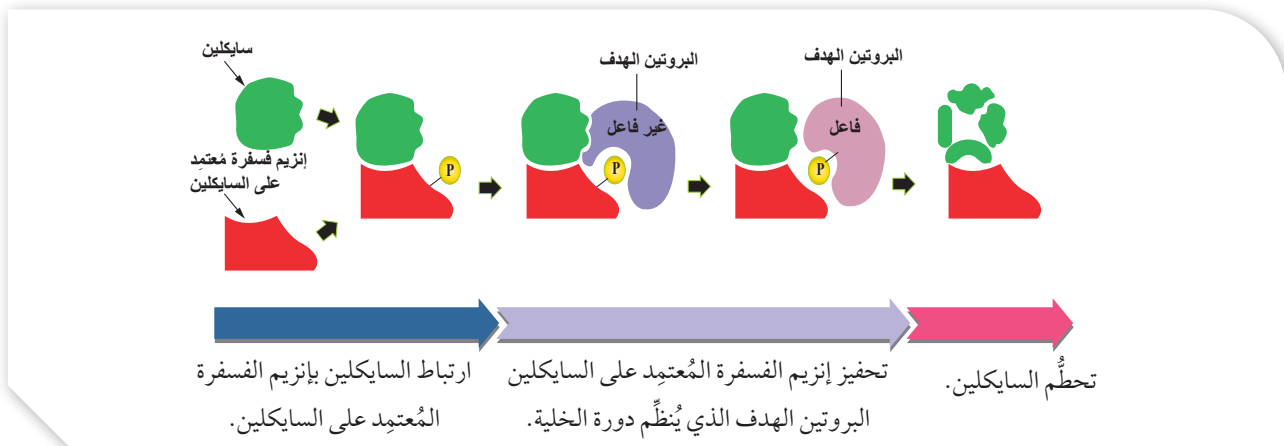 سايكلين
إنزيم فسفرة مُعتمِد
على السايكلين
P
البروتين الهدف
غير فاعل
P
البروتين الهدف
فاعل
P
ارتباط السايكلين بإنزيم الفسفرة
المُعتمِد على السايكلين.
تحفيز إنزيم الفسفرة المُعتمِد على السايكلين
البروتين الهدف الذي يُنظِّم دورة الخلية.
تحطُّم السايكلين.